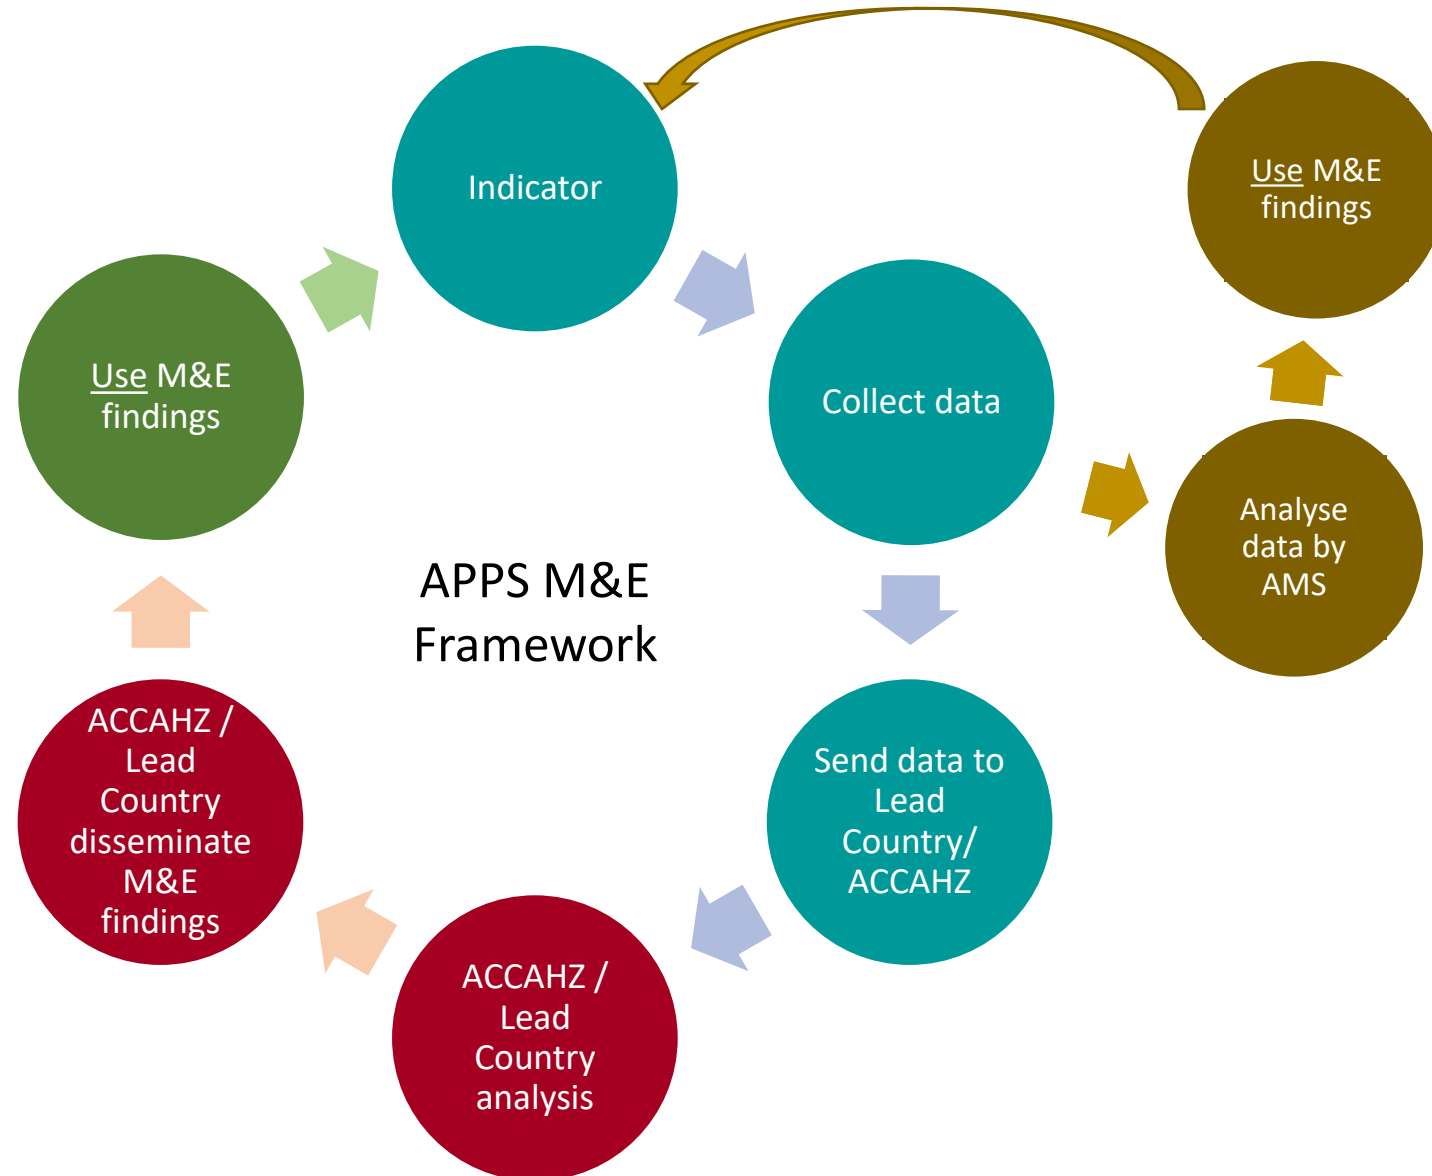 Indicator
Use M&E
findings
Use M&E
findings
Collect data
Analyse
data by
AMS
APPS M&E
Framework
Send data to
Lead
Country/
ACCAHZ
ACCAHZ /
Lead
Country
analysis
ACCAHZ /
Lead
Country
disseminate
M&E
findings